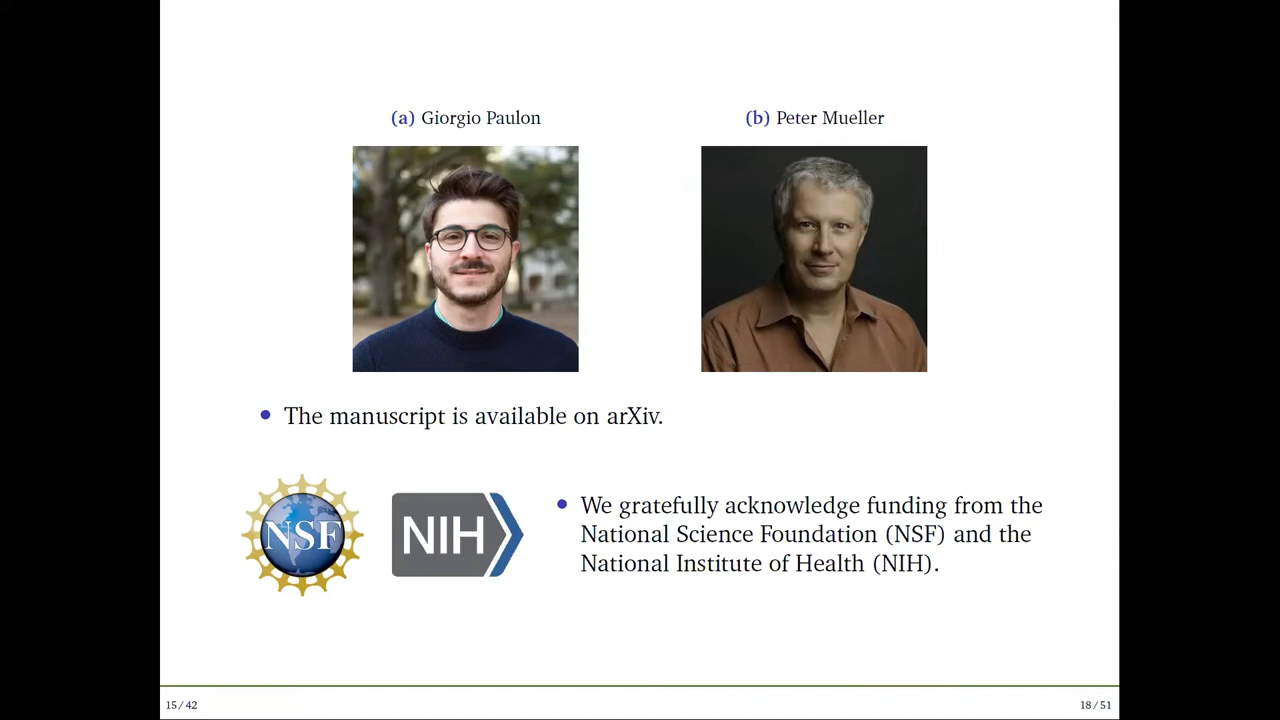 (a) Giorgio Paulon
(b) Peter Mueller
• The manuscript is available on arXiv.
NSF
NIH
• We gratefully acknowledge funding from the
National Science Foundation (NSF) and the
National Institute of Health (NIH).
15/42
18/51